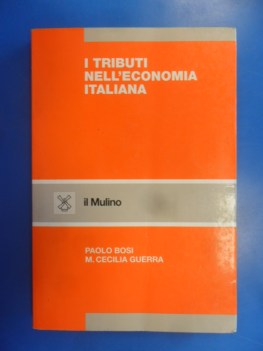 I TRIBUTI
NELL'ECONOMIA
ITALIANA
il Mulino
PAOLO BOSI
M. CECILIA GUERRA